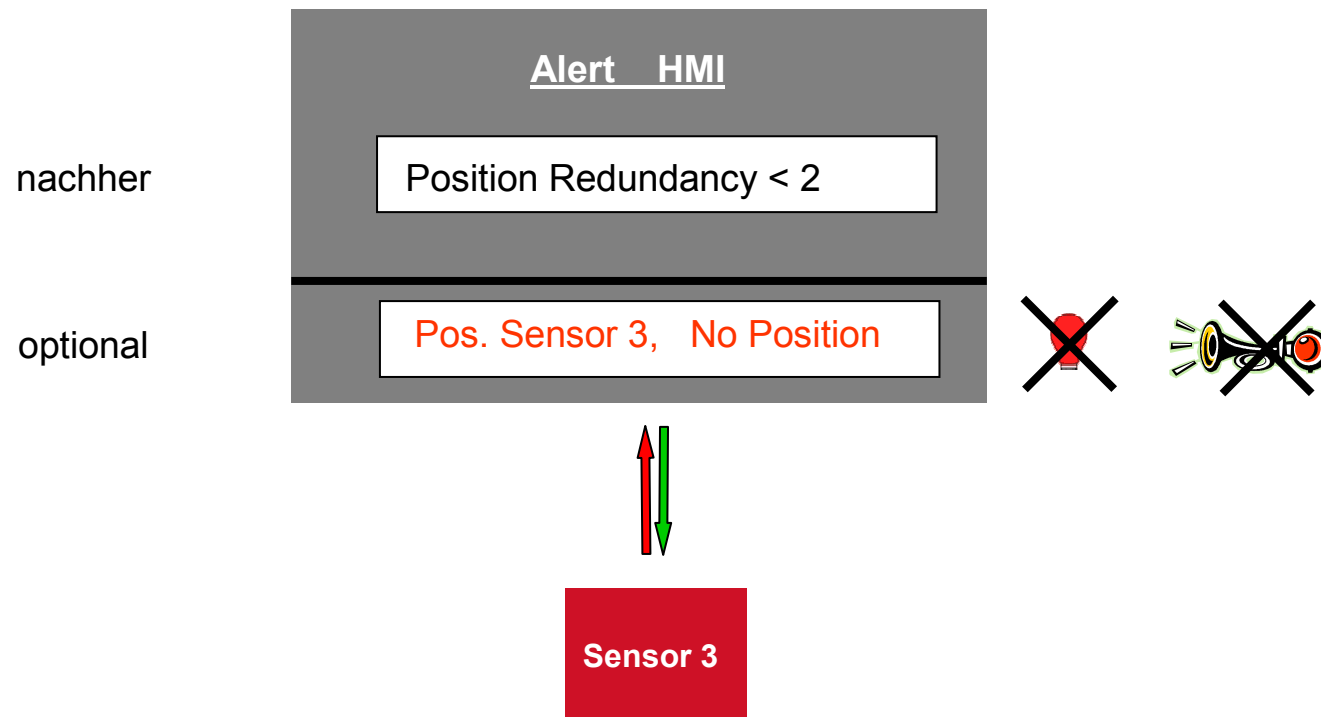 Alert HMI
nachher
Position Redundancy < 2
optional
Pos. Sensor 3, No Position
Sensor 3